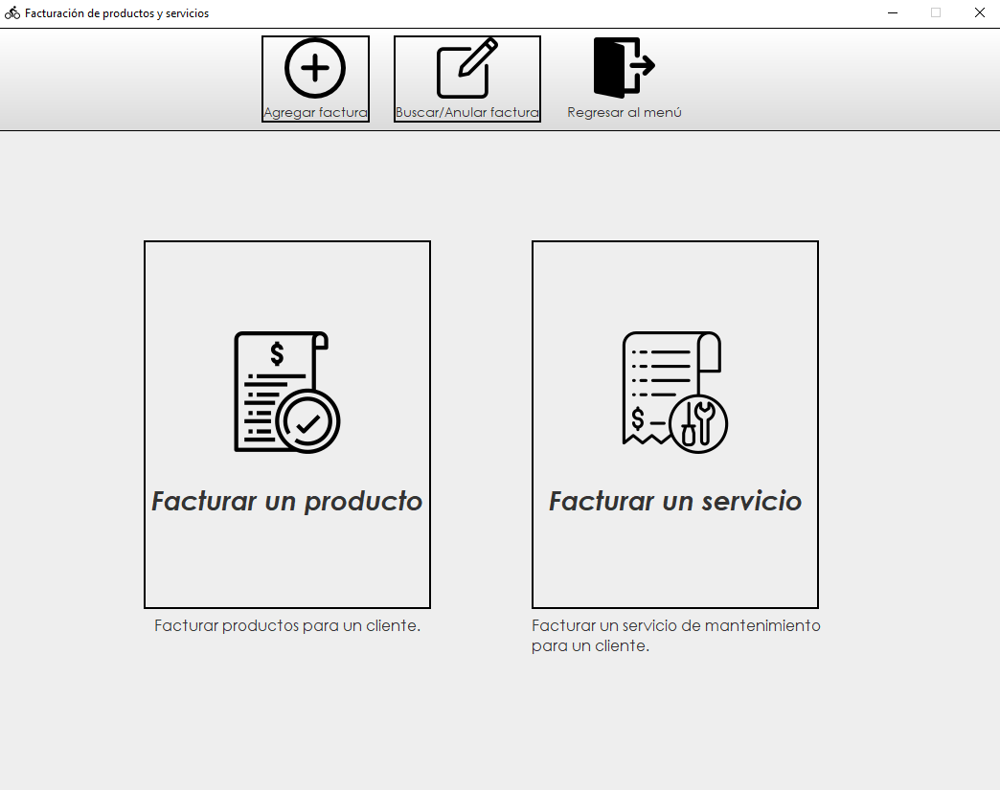 Facturación de productos y servicios
Agregar factura
Buscar/Anular factura
Regresar al menú
$
$
Facturar un producto
Facturar un servicio
Facturar productos para un cliente.
Facturar un servicio de mantenimiento
para un cliente.